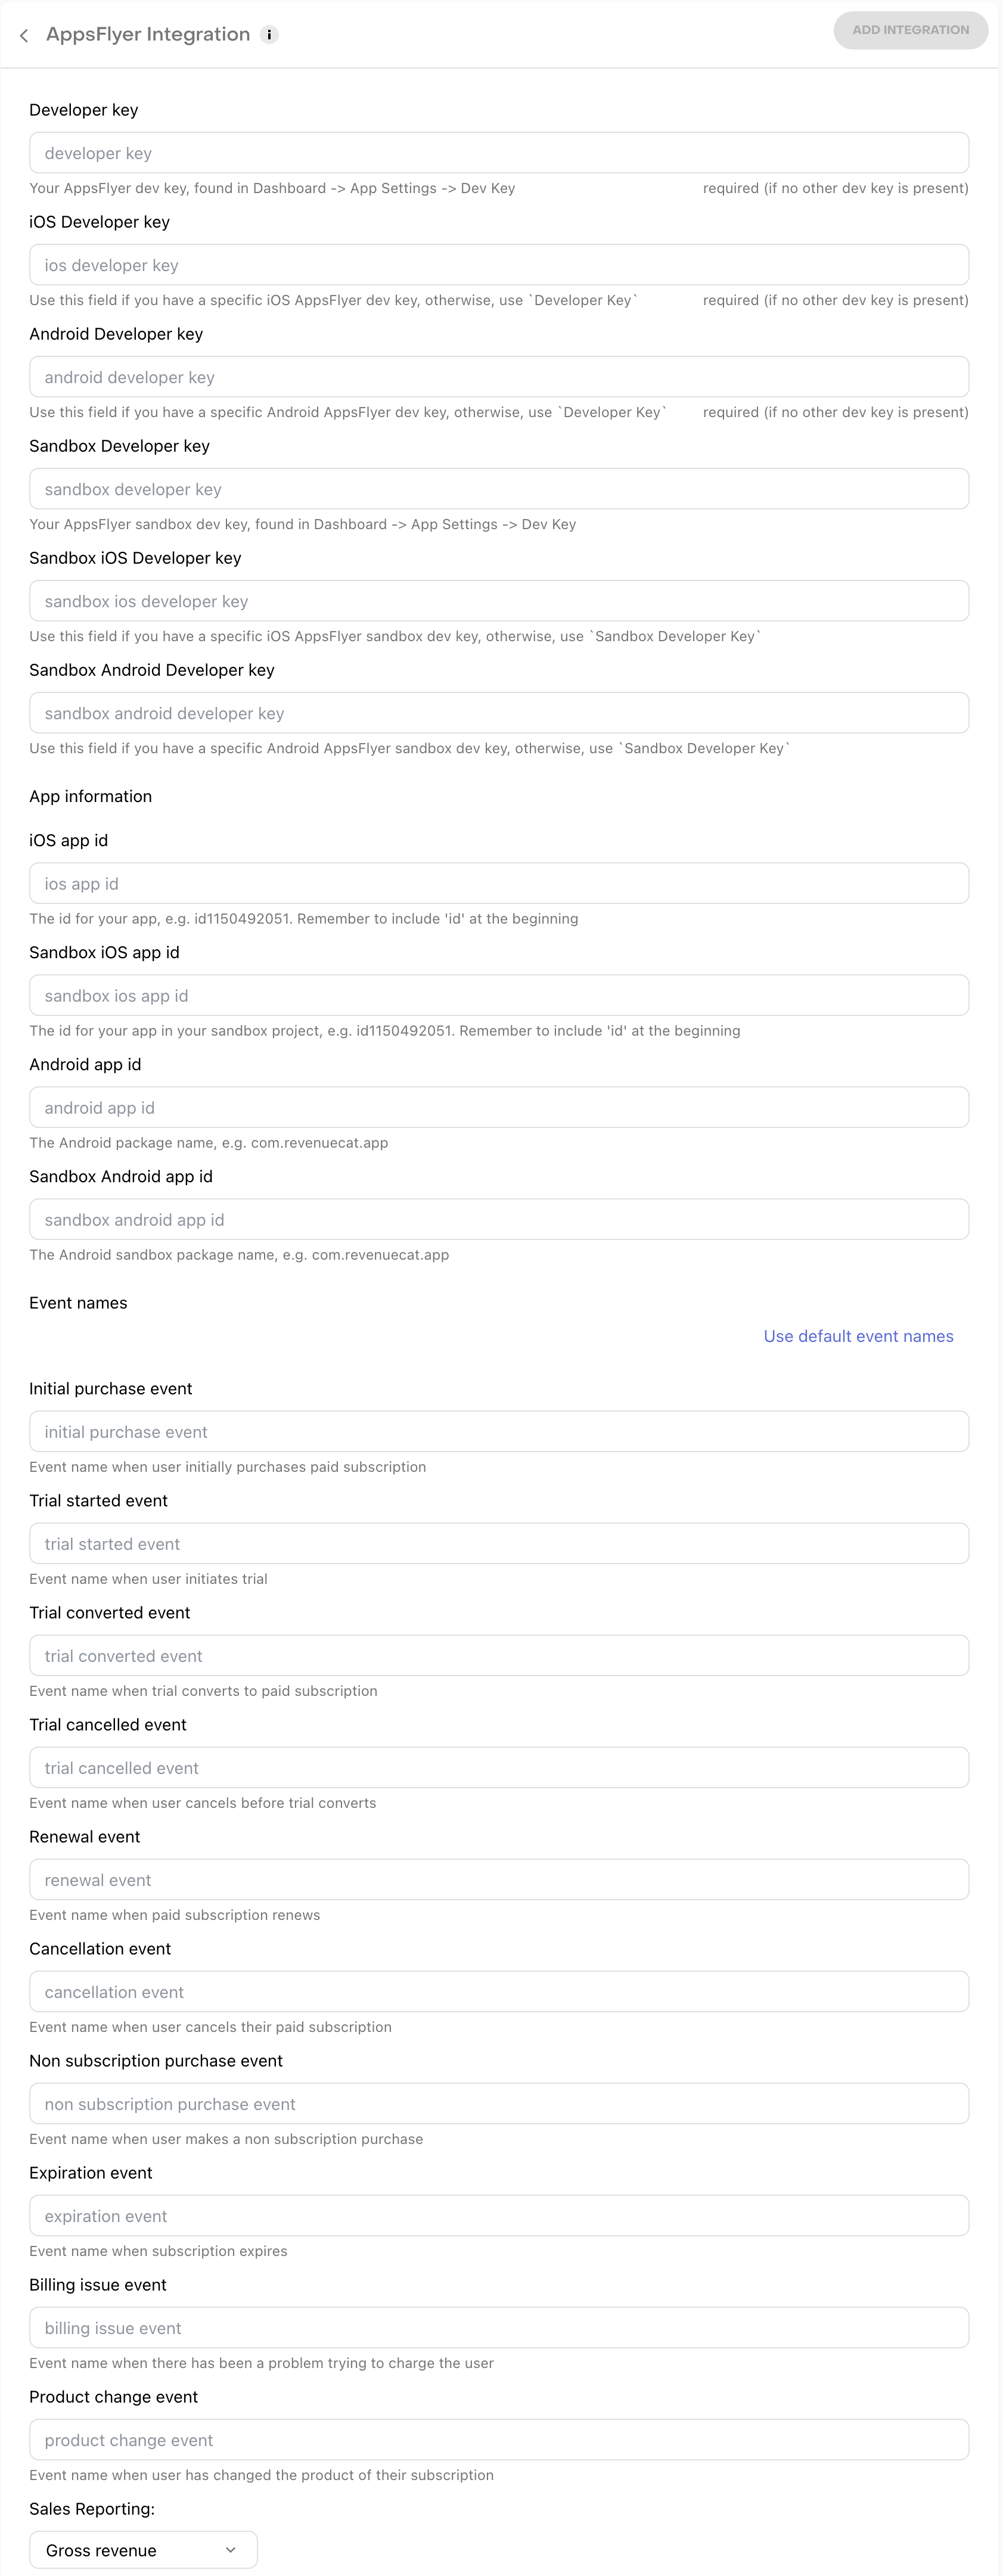 AppsFlyer Integration i
ADD INTEGRATION
Developer key
developer key
Your AppsFlyer dev key, found in Dashboard -> App Settings -> Dev Key required (if no other dev key is present)
iOS Developer key
ios developer key
Use this field if you have a specific iOS AppsFlyer dev key, otherwise, use `Developer Key` required (if no other dev key is present)
Android Developer key
android developer key
Use this field if you have a specific Android AppsFlyer dev key, otherwise, use `Developer Key` required (if no other dev key is present)
Sandbox Developer key
sandbox developer key
Your AppsFlyer sandbox dev key, found in Dashboard -> App Settings -> Dev Key
Sandbox iOS Developer key
sandbox ios developer key
Use this field if you have a specific iOS AppsFlyer sandbox dev key, otherwise, use `Sandbox Developer Key`
Sandbox Android Developer key
sandbox android developer key
Use this field if you have a specific Android AppsFlyer sandbox dev key, otherwise, use `Sandbox Developer Key`
App information
iOS app id
ios app id
The id for your app, e.g. id1150492051. Remember to include 'id' at the beginning
Sandbox iOS app id
sandbox ios app id
The id for your app in your sandbox project, e.g. id1150492051. Remember to include 'id' at the beginning
Android app id
android app id
The Android package name, e.g. com.revenuecat.app
Sandbox Android app id
sandbox android app id
The Android sandbox package name, e.g. com.revenuecat.app
Event names
Use default event names
Initial purchase event
initial purchase event
Event name when user initially purchases paid subscription
Trial started event
trial started event
Event name when user initiates trial
Trial converted event
trial converted event
Event name when trial converts to paid subscription
Trial cancelled event
trial cancelled event
Event name when user cancels before trial converts
Renewal event
renewal event
Event name when paid subscription renews
Cancellation event
cancellation event
Event name when user cancels their paid subscription
Non subscription purchase event
non subscription purchase event
Event name when user makes a non subscription purchase
Expiration event
expiration event
Event name when subscription expires
Billing issue event
billing issue event
Event name when there has been a problem trying to charge the user
Product change event
product change event
Event name when user has changed the product of their subscription
Sales Reporting:
Gross revenue